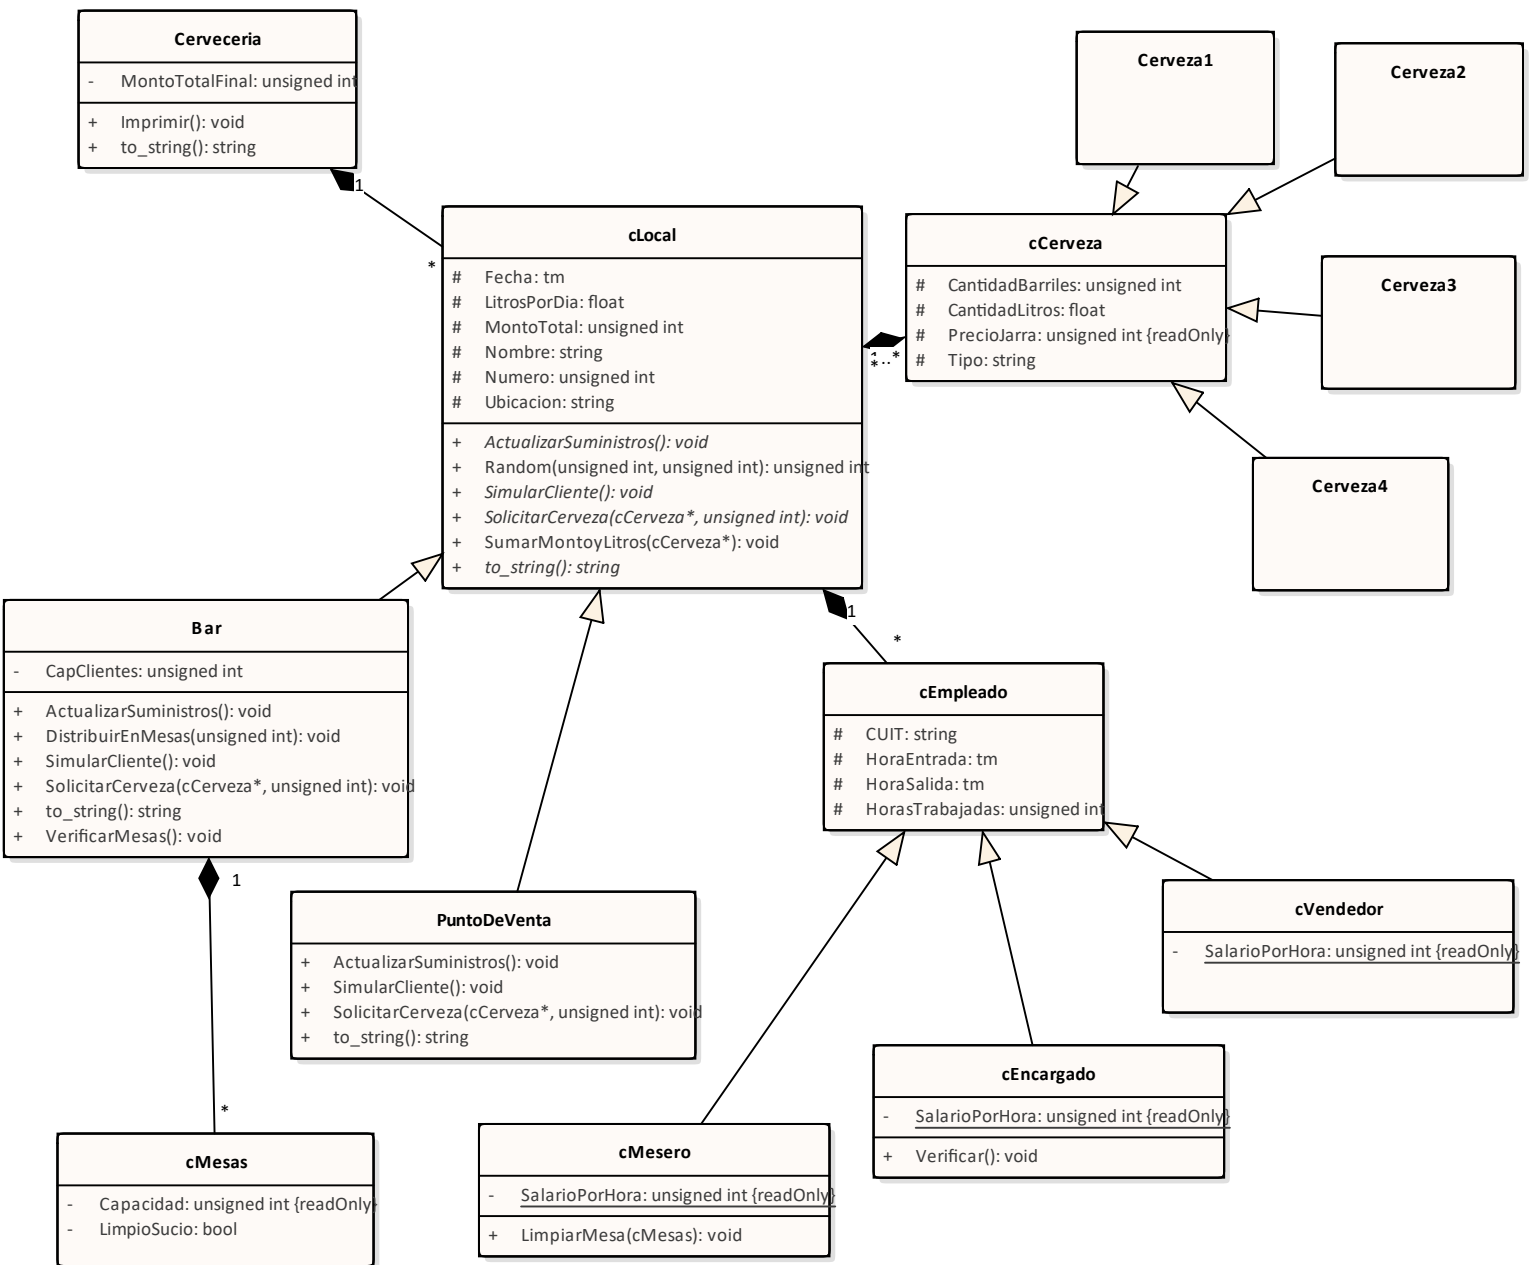 Cerveceria
- MontoTotalFinal: unsigned int
+ Imprimir(): void
+ to_string(): string
1
*
Cerveza1
Cerveza2
cLocal
# Fecha: tm
# LitrosPorDia: float
# MontoTotal: unsigned int
# Nombre: string
# Numero: unsigned int
# Ubicacion: string
+ ActualizarSuministros(): void
+ Random(unsigned int, unsigned int): unsigned int
+ SimularCliente(): void
+ SolicitarCerveza(cCerveza*, unsigned int): void
+ SumarMontoyLitros(cCerveza*): void
+ to_string(): string
cCerveza
# CantidadBarriles: unsigned int
# CantidadLitros: float
# PrecioJarra: unsigned int {readOnly}
# Tipo: string
Cerveza3
Cerveza4
1
*
Bar
- CapClientes: unsigned int
+ ActualizarSuministros(): void
+ DistribuirEnMesas(unsigned int): void
+ SimularCliente(): void
+ SolicitarCerveza(cCerveza*, unsigned int): void
+ to_string(): string
+ VerificarMesas(): void
1
*
cEmpleado
# CUIT: string
# HoraEntrada: tm
# HoraSalida: tm
# HorasTrabajadas: unsigned int
PuntoDeVenta
+ ActualizarSuministros(): void
+ SimularCliente(): void
+ SolicitarCerveza(cCerveza*, unsigned int): void
+ to_string(): string
cVendedor
- SalarioPorHora: unsigned int {readOnly}
cEncargado
- SalarioPorHora: unsigned int {readOnly}
+ Verificar(): void
cMesero
- SalarioPorHora: unsigned int {readOnly}
+ LimpiarMesa(cMesas): void
cMesas
- Capacidad: unsigned int {readOnly}
- LimpioSucio: bool